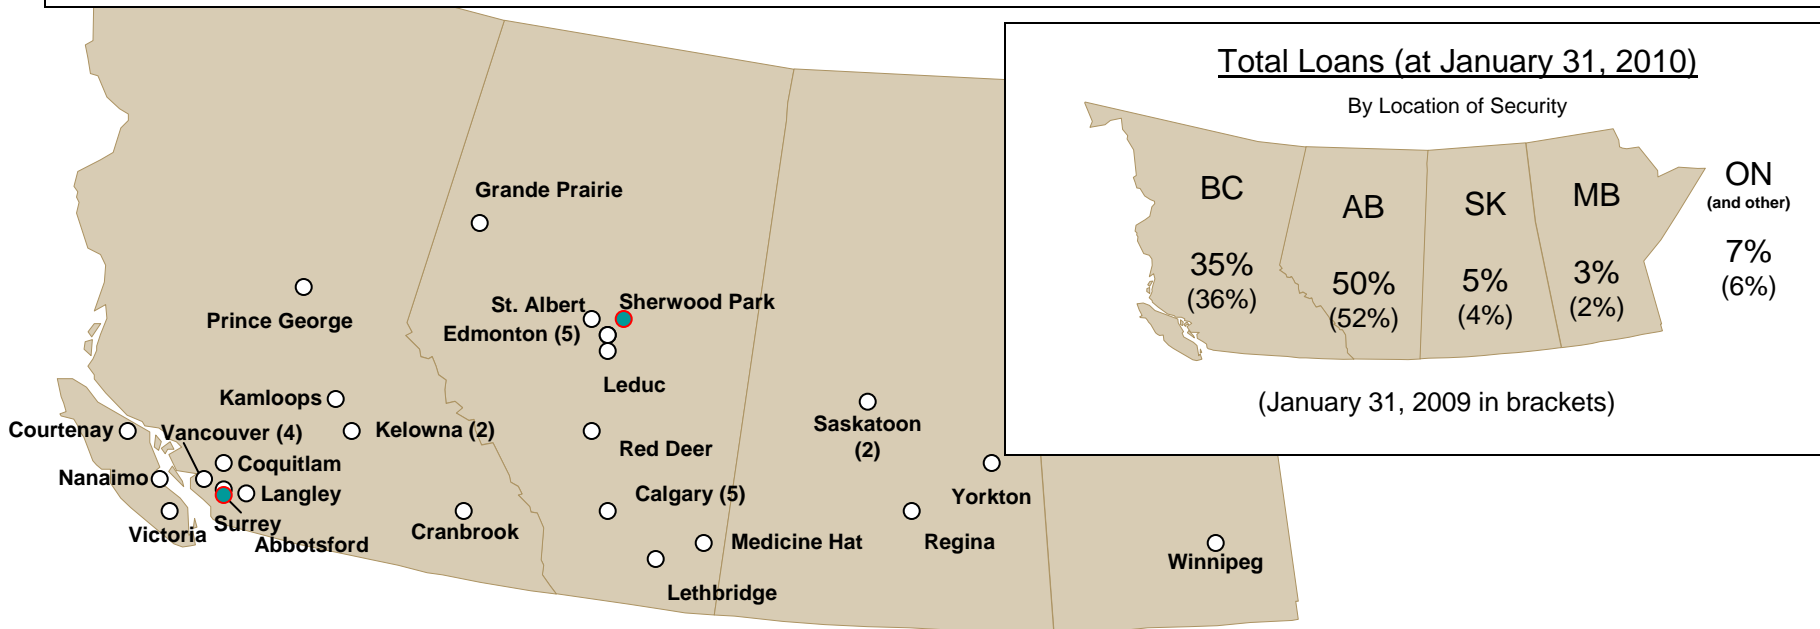 Total Loans (at January 31, 2010)
By Location of Security
BC
35%
(36%)
AB
50%
(52%)
SK
5%
(4%)
MB
3%
(2%)
ON
(and other)
7%
(6%)
(January 31, 2009 in brackets)
Grande Prairie
Prince George
St. Albert
Sherwood Park
Edmonton (5)
Leduc
Kamloops
Courtenay
Vancouver (4)
Kelowna (2)
Red Deer
Saskatoon
(2)
Coquitlam
Nanaimo
Langley
Calgary (5)
Yorkton
Victoria
Surrey
Abbotsford
Cranbrook
Medicine Hat
Regina
Winnipeg
Lethbridge